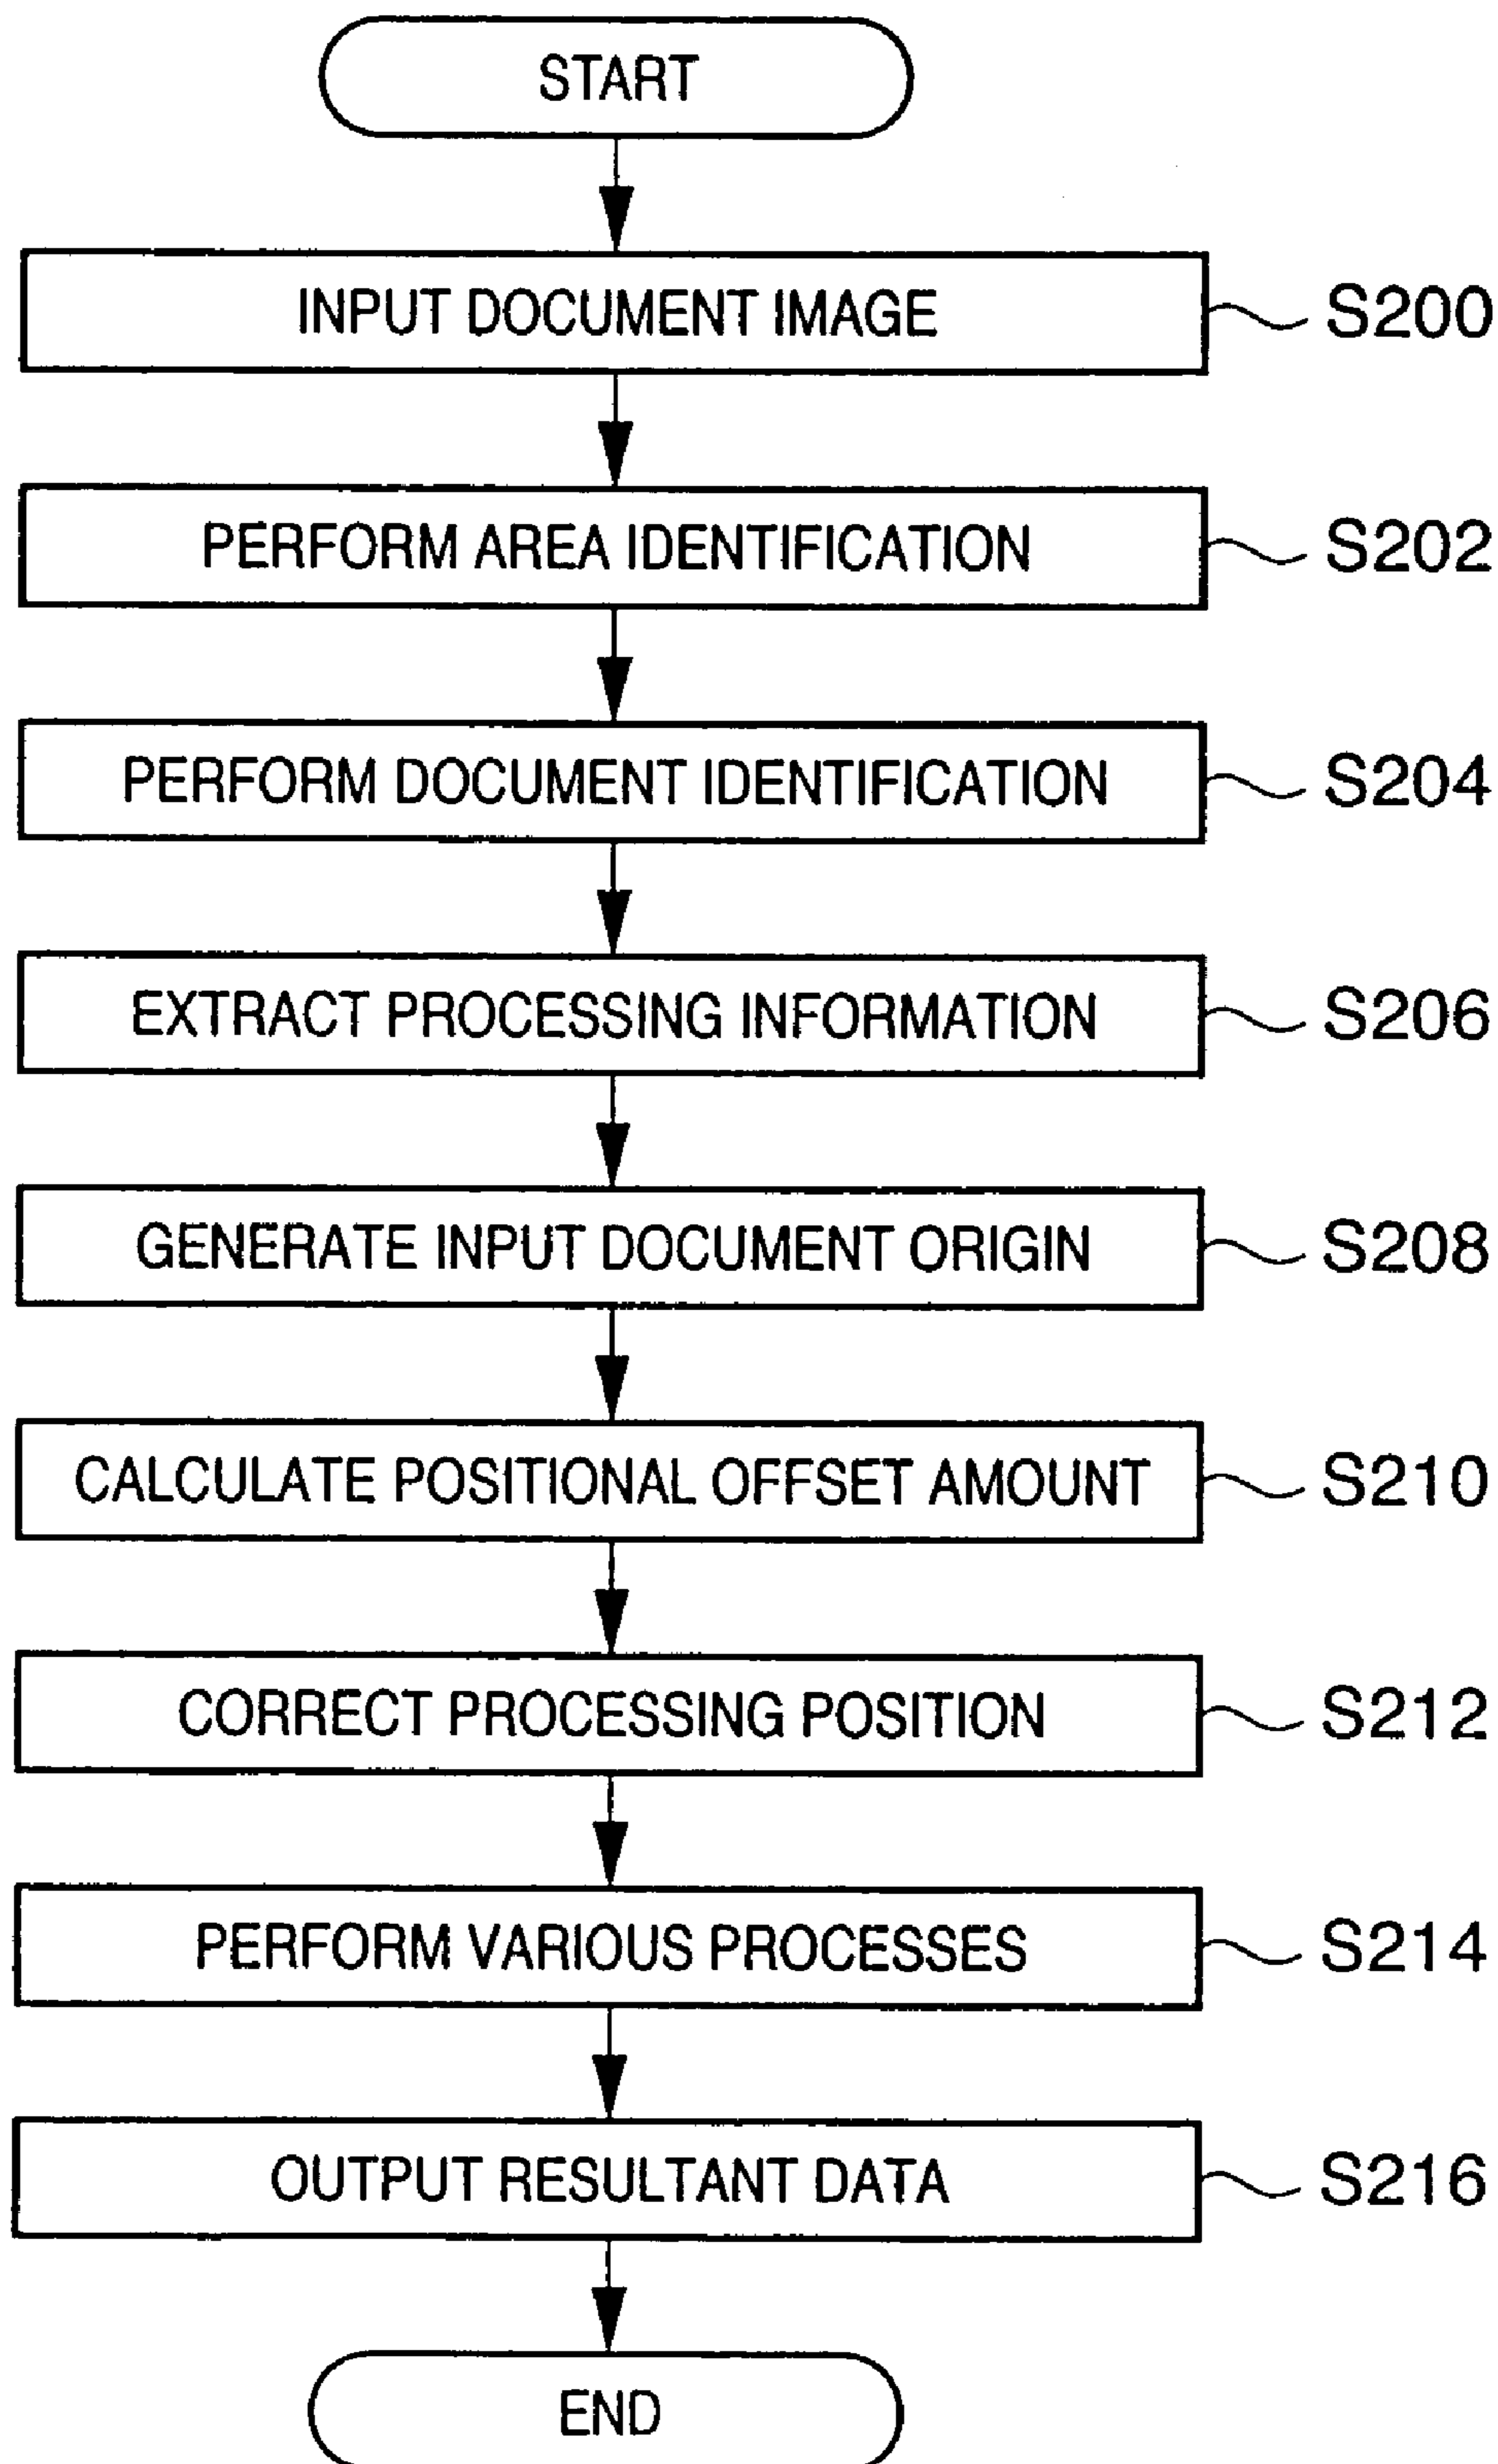 START
INPUT DOCUMENT IMAGE S200
PERFORM AREA IDENTIFICATION S202
PERFORM DOCUMENT IDENTIFICATION S204
EXTRACT PROCESSING INFORMATION S206
GENERATE INPUT DOCUMENT ORIGIN S208
CALCULATE POSITIONAL OFFSET AMOUNT S210
CORRECT PROCESSING POSITION S212
PERFORM VARIOUS PROCESSES S214
OUTPUT RESULTANT DATA S216
END